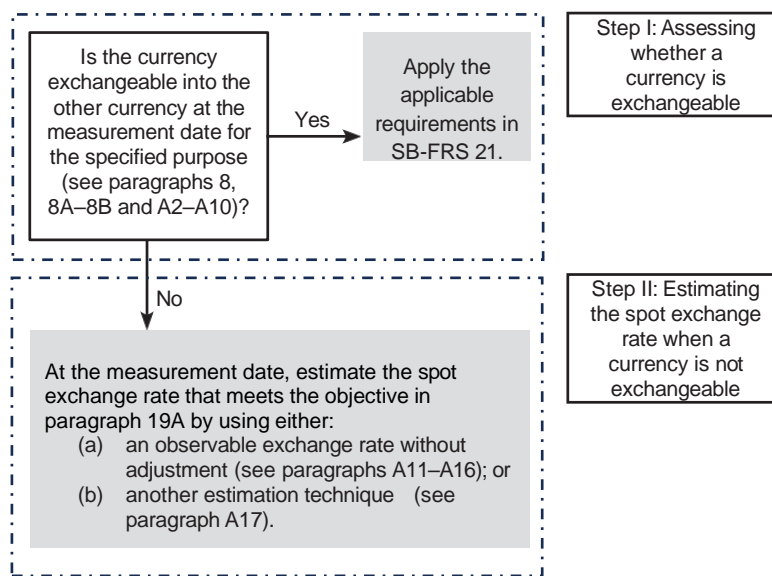 Is the currency
exchangeable into the
other currency at the
measurement date for
the specified purpose
(see paragraphs 8,
8A–8B and A2–A10)?
Yes
Apply the
applicable
requirements in
SB-FRS 21.
Step I: Assessing
whether a
currency is
exchangeable
No
At the measurement date, estimate the spot
exchange rate that meets the objective in
paragraph 19A by using either:
(a) an observable exchange rate without
adjustment (see paragraphs A11–A16); or
(b) another estimation technique (see
paragraph A17).
Step II: Estimating
the spot exchange
rate when a
currency is not
exchangeable